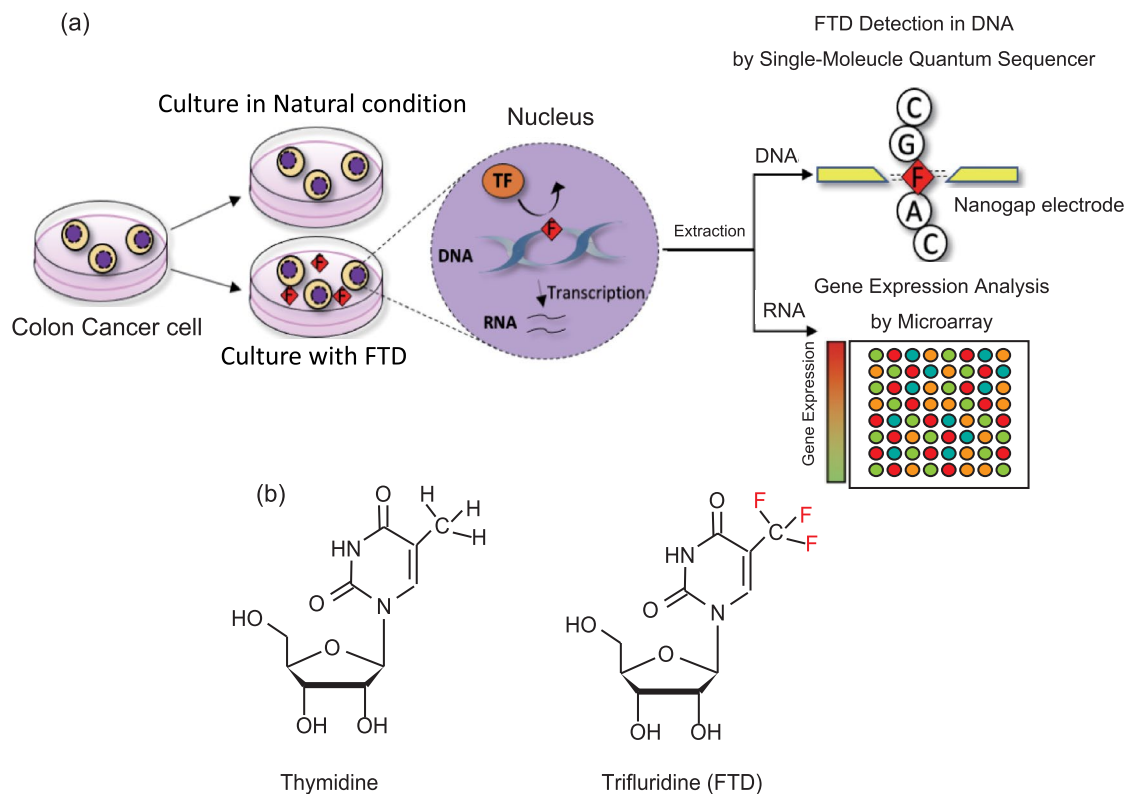 (a)
FTD Detection in DNA
by Single-Moleucle Quantum Sequencer
Culture in Natural condition
Nucleus
TF
F
DNA
Transcription
RNA
Colon Cancer cell
F
F
F
Culture with FTD
Extraction
DNA
C
G
F
A
C
Nanogap electrode
RNA
Gene Expression Analysis
by Microarray
Gene Expression
(b)
O
H
C
H
H
HN
O
N
HO
O
OH
OH
Thymidine
O
F
C
F
F
HN
O
N
HO
O
OH
OH
Trifluridine (FTD)